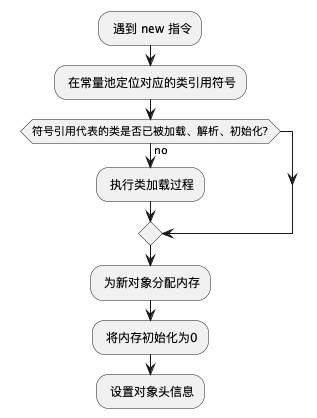 遇到 new 指令
在常量池定位对应的类引用符号
符号引用代表的类是否已被加载、解析、初始化?
no
执行类加载过程
为新对象分配内存
将内存初始化为0
设置对象头信息